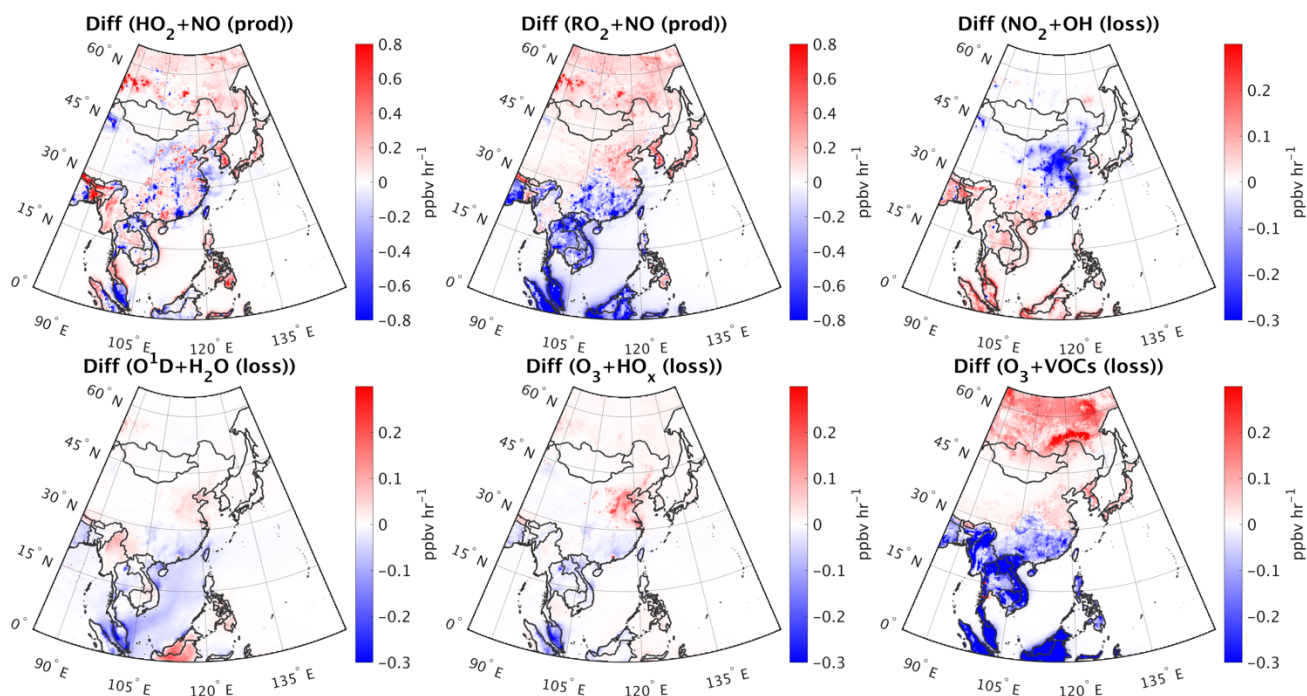 Diff (HO₂+NO (prod))
60° N
45° N
30° N
15° N
0°
90° E
105° E
120° E
135° E
0.8
0.6
0.4
0.2
0
−0.2
−0.4
−0.6
−0.8
ppbv hr⁻¹
Diff (RO₂+NO (prod))
60° N
45° N
30° N
15° N
0°
90° E
105° E
120° E
135° E
0.8
0.6
0.4
0.2
0
−0.2
−0.4
−0.6
−0.8
ppbv hr⁻¹
Diff (NO₂+OH (loss))
60° N
45° N
30° N
15° N
0°
90° E
105° E
120° E
135° E
0.2
0.1
0
−0.1
−0.2
−0.3
ppbv hr⁻¹
Diff (O¹D+H₂O (loss))
60° N
45° N
30° N
15° N
0°
90° E
105° E
120° E
135° E
0.2
0.1
0
−0.1
−0.2
−0.3
ppbv hr⁻¹
Diff (O₃+HOₓ (loss))
60° N
45° N
30° N
15° N
0°
90° E
105° E
120° E
135° E
0.2
0.1
0
−0.1
−0.2
−0.3
ppbv hr⁻¹
Diff (O₃+VOCs (loss))
60° N
45° N
30° N
15° N
0°
90° E
105° E
120° E
135° E
0.2
0.1
0
−0.1
−0.2
−0.3
ppbv hr⁻¹